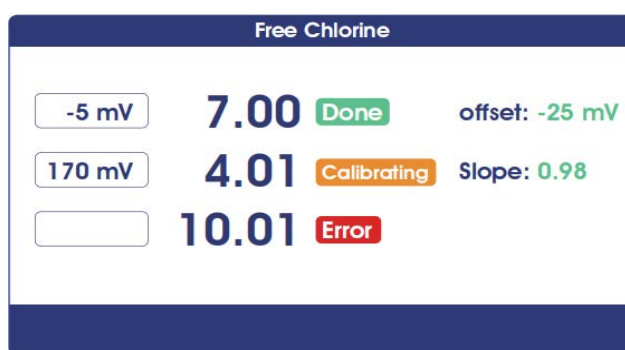 Free Chlorine
-5 mV 7.00 Done offset: -25 mV
170 mV 4.01 Calibrating Slope: 0.98
10.01 Error